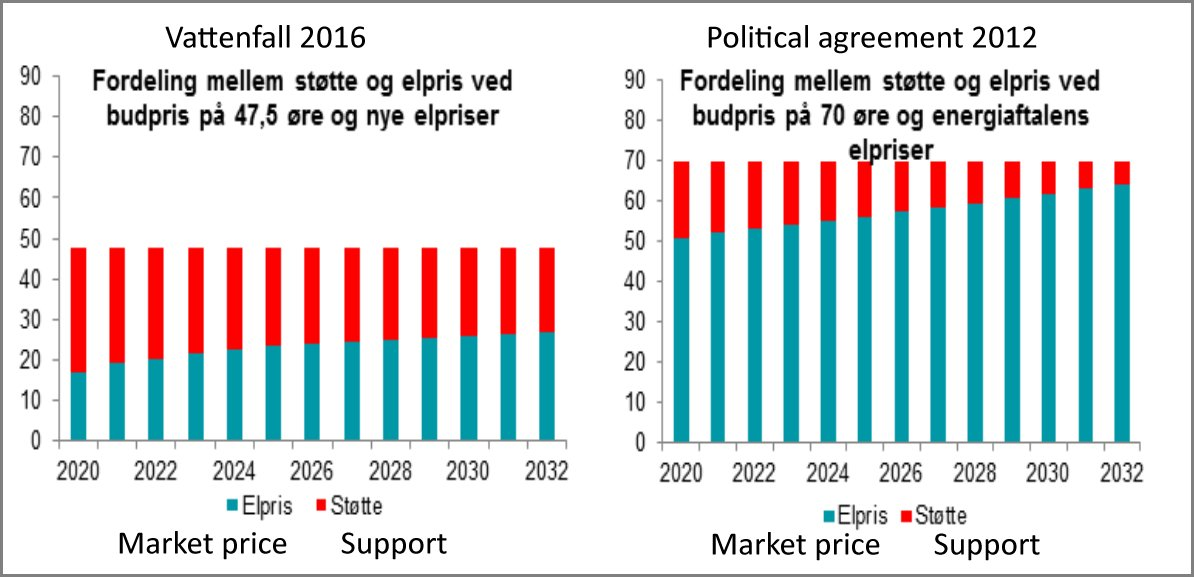 Vattenfall 2016
Fordeling mellem støtte og elpris ved
budpris på 47,5 øre og nye elpriser
90
80
70
60
50
40
30
20
10
0
2020 2022 2024 2026 2028 2030 2032
Elpris Støtte
Market price Support
Political agreement 2012
Fordeling mellem støtte og elpris ved
budpris på 70 øre og energiaftalens
elpriser
90
80
70
60
50
40
30
20
10
0
2020 2022 2024 2026 2028 2030 2032
Elpris Støtte
Market price Support